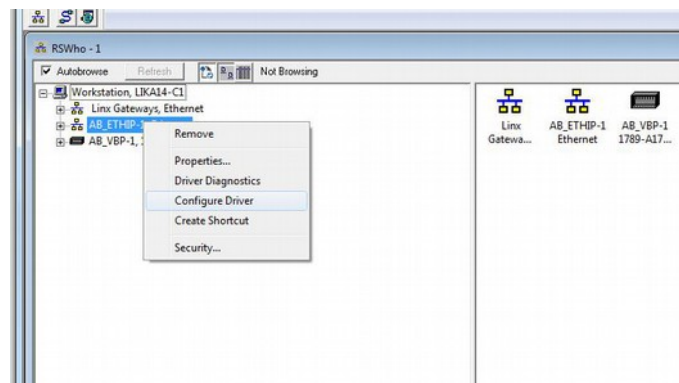 RSWho - 1
Autobrowse Refresh Not Browsing
Workstation, LIKA14-C1
Linx Gateways, Ethernet
AB_ETHIP-1,
AB_VBP-1,
Remove
Properties...
Driver Diagnostics
Configure Driver
Create Shortcut
Security...
Linx
Gatewa...
AB_ETHIP-1
Ethernet
AB_VBP-1
1789-A17...